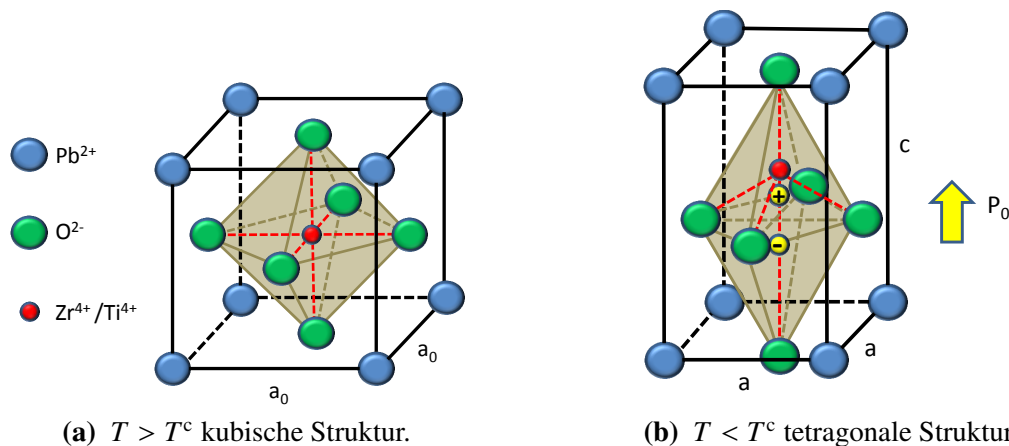 Pb²⁺
O²⁻
Zr⁴⁺/Ti⁴⁺
a₀
a₀
(a) T > Tᶜ kubische Struktur.
+
-
c
P₀
a
a
(b) T < Tᶜ tetragonale Struktur